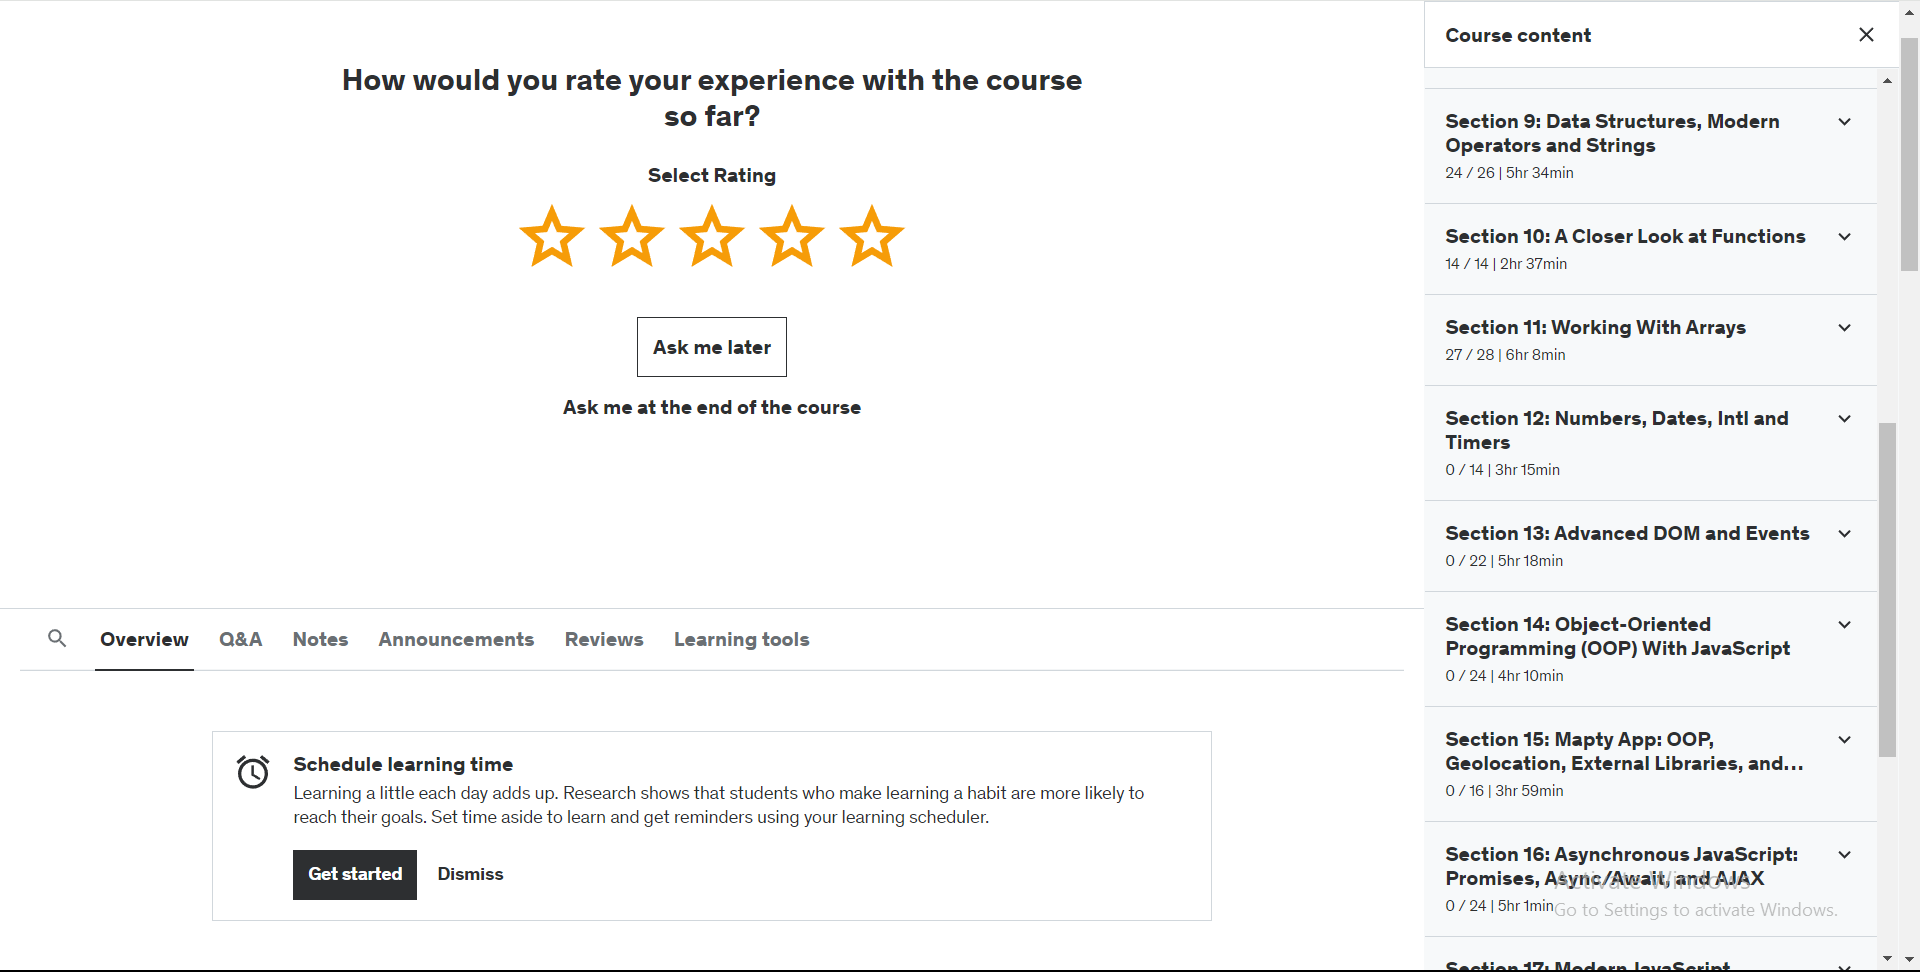 How would you rate your experience with the course
so far?
Select Rating
Ask me later
Ask me at the end of the course
Overview
Q&A
Notes
Announcements
Reviews
Learning tools
Schedule learning time
Learning a little each day adds up. Research shows that students who make learning a habit are more likely to
reach their goals. Set time aside to learn and get reminders using your learning scheduler.
Get started
Dismiss
Course content
Section 9: Data Structures, Modern
Operators and Strings
24 / 26 | 5hr 34min
Section 10: A Closer Look at Functions
14 / 14 | 2hr 37min
Section 11: Working With Arrays
27 / 28 | 6hr 8min
Section 12: Numbers, Dates, Intl and
Timers
0 / 14 | 3hr 15min
Section 13: Advanced DOM and Events
0 / 22 | 5hr 18min
Section 14: Object-Oriented
Programming (OOP) With JavaScript
0 / 24 | 4hr 10min
Section 15: Mapty App: OOP,
Geolocation, External Libraries, and...
0 / 16 | 3hr 59min
Section 16: Asynchronous JavaScript:
Promises, Async/Await, and AJAX
0 / 24 | 5hr 1min
Activate Windows
Go to Settings to activate Windows.
Section 17: Modern JavaScript